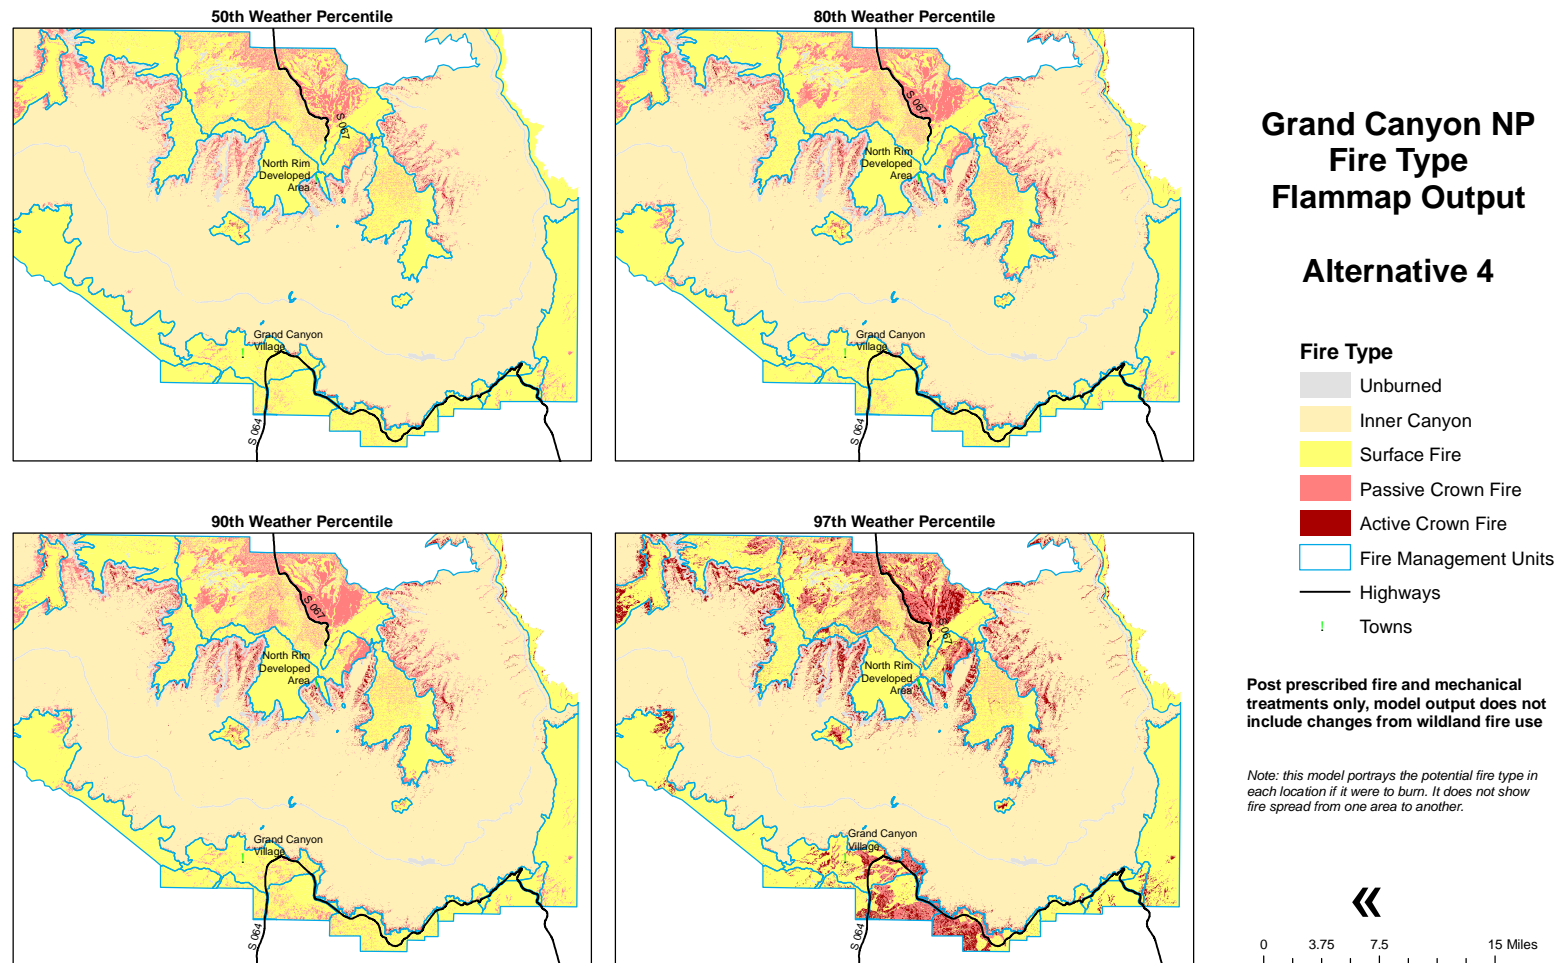 50th Weather Percentile
80th Weather Percentile
S 067
North Rim
Developed
Area
Grand Canyon
Village
S 064
S 067
North Rim
Developed
Area
Grand Canyon
Village
S 064
90th Weather Percentile
97th Weather Percentile
S 067
North Rim
Developed
Area
Grand Canyon
Village
S 064
S 067
North Rim
Developed
Area
Grand Canyon
Village
S 064
Grand Canyon NP
Fire Type
Flammap Output
Alternative 4
Fire Type
Unburned
Inner Canyon
Surface Fire
Passive Crown Fire
Active Crown Fire
Fire Management Units
Highways
Towns
Post prescribed fire and mechanical
treatments only, model output does not
include changes from wildland fire use
Note: this model portrays the potential fire type in
each location if it were to burn. It does not show
fire spread from one area to another.
«
0 3.75 7.5 15 Miles